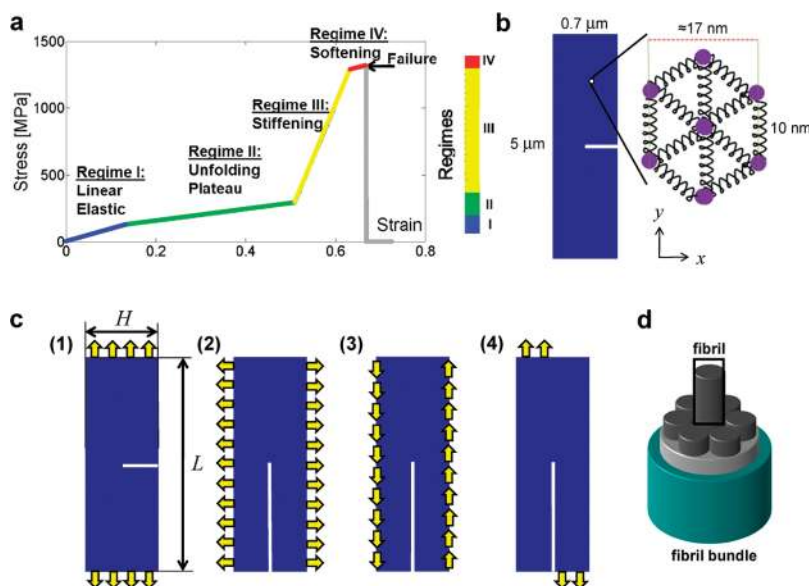 a
1500
1000
500
0
Stress [MPa]
Regime I:
Linear
Elastic
Regime II:
Unfolding
Plateau
Regime III:
Stiffening
Regime IV:
Softening
Failure
Strain
0
0.2
0.4
0.6
0.8
Regimes
IV
III
II
I
b
0.7 µm
5 µm
≈17 nm
10 nm
y
x
c
(1)
H
L
(2)
(3)
(4)
d
fibril
fibril bundle